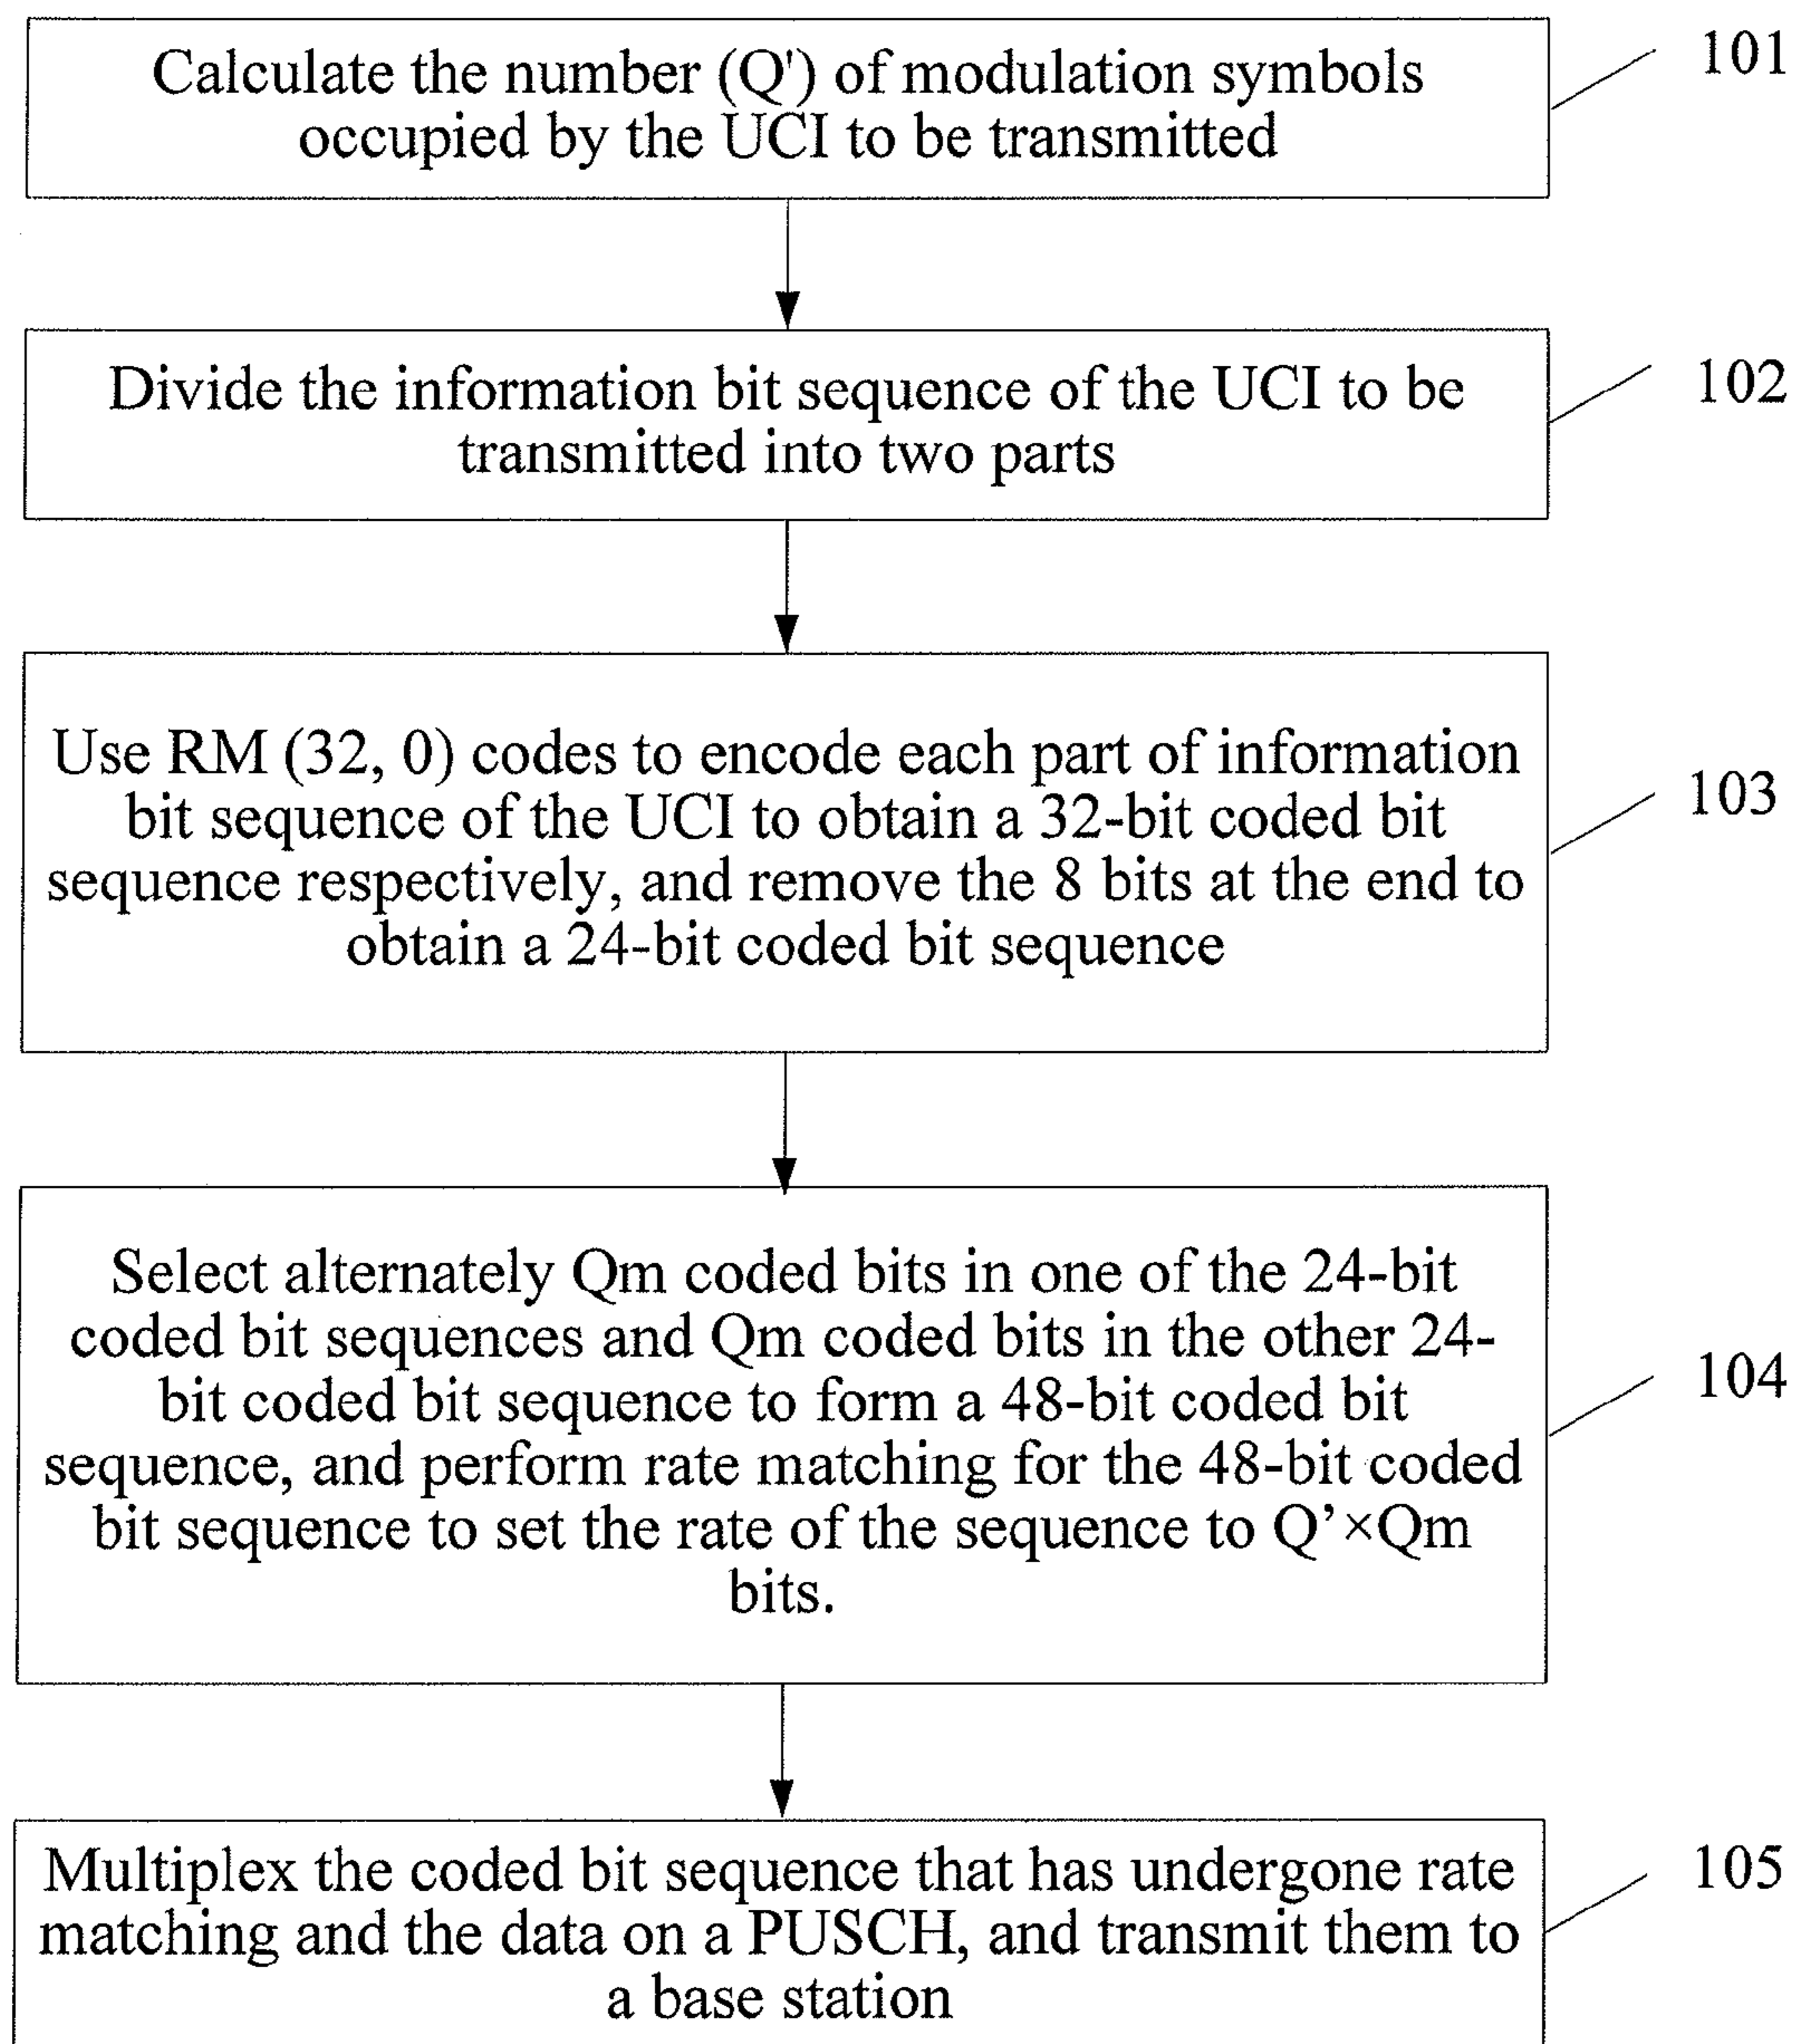 Calculate the number (Q') of modulation symbols
occupied by the UCI to be transmitted
101
Divide the information bit sequence of the UCI to be
transmitted into two parts
102
Use RM (32, 0) codes to encode each part of information
bit sequence of the UCI to obtain a 32-bit coded bit
sequence respectively, and remove the 8 bits at the end to
obtain a 24-bit coded bit sequence
103
Select alternately Qm coded bits in one of the 24-bit
coded bit sequences and Qm coded bits in the other 24-
bit coded bit sequence to form a 48-bit coded bit
sequence, and perform rate matching for the 48-bit coded
bit sequence to set the rate of the sequence to Q’×Qm
bits.
104
Multiplex the coded bit sequence that has undergone rate
matching and the data on a PUSCH, and transmit them to
a base station
105